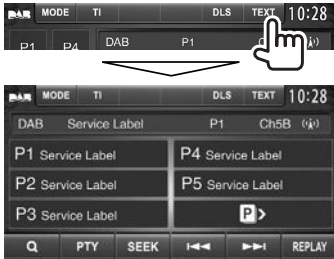 DAB MODE TI DLS TEXT 10:28
P1 P4 DAB P1
DAB MODE TI DLS TEXT 10:28
DAB Service Label P1 Ch5B
P1 Service Label P4 Service Label
P2 Service Label P5 Service Label
P3 Service Label P
PTY SEEK REPLAY